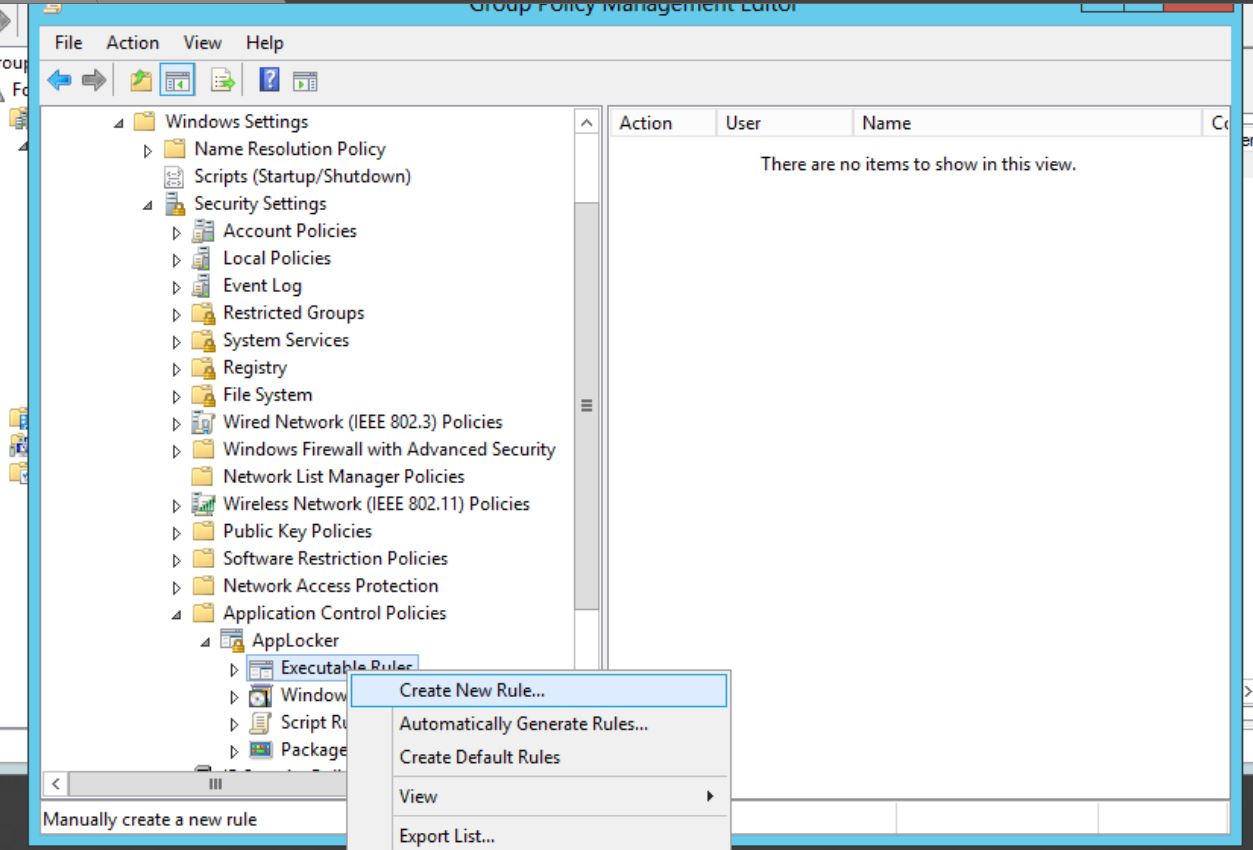 Group Policy Management Editor
File Action View Help
Windows Settings
Name Resolution Policy
Scripts (Startup/Shutdown)
Security Settings
Account Policies
Local Policies
Event Log
Restricted Groups
System Services
Registry
File System
Wired Network (IEEE 802.3) Policies
Windows Firewall with Advanced Security
Network List Manager Policies
Wireless Network (IEEE 802.11) Policies
Public Key Policies
Software Restriction Policies
Network Access Protection
Application Control Policies
AppLocker
Executable Rules
Window
Script Ru
Package
Action User Name Co
There are no items to show in this view.
Create New Rule...
Automatically Generate Rules...
Create Default Rules
View
Export List...
Manually create a new rule